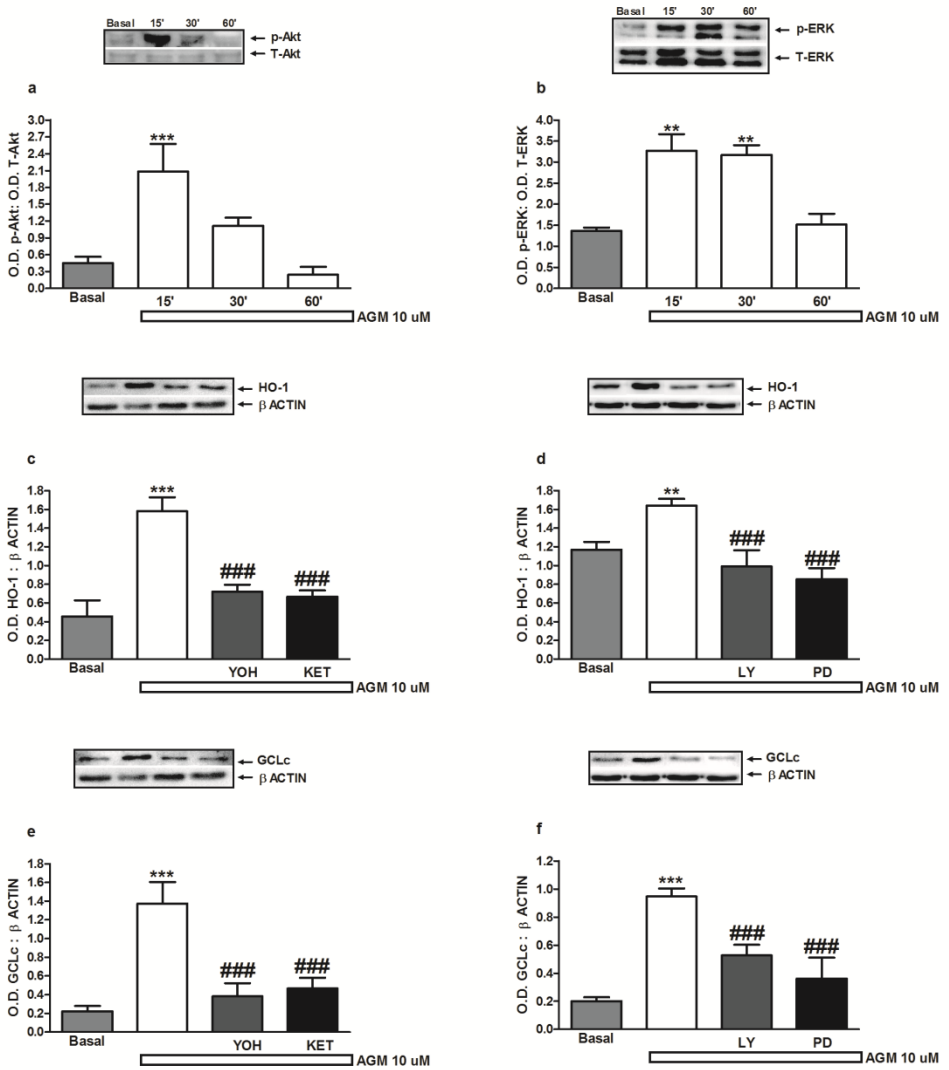 Basal 15' 30' 60'
p-Akt
T-Akt
a
O.D. p-Akt: O.D. T-Akt
3.0
2.7
2.4
2.1
1.8
1.5
1.2
0.9
0.6
0.3
0.0
***
Basal
15' 30' 60'
AGM 10 uM
Basal 15' 30' 60'
p-ERK
T-ERK
b
O.D. p-ERK: O.D. T-ERK
4.0
3.5
3.0
2.5
2.0
1.5
1.0
0.5
0.0
** **
Basal
15' 30' 60'
AGM 10 uM
HO-1
β ACTIN
c
O.D. HO-1 : β ACTIN
1.8
1.6
1.4
1.2
1.0
0.8
0.6
0.4
0.2
0.0
***
### ###
Basal
YOH KET
AGM 10 uM
HO-1
β ACTIN
d
O.D. HO-1 : β ACTIN
1.8
1.6
1.4
1.2
1.0
0.8
0.6
0.4
0.2
0.0
**
###
###
Basal
LY PD
AGM 10 uM
GCLc
β ACTIN
e
O.D. GCLc : β ACTIN
1.8
1.6
1.4
1.2
1.0
0.8
0.6
0.4
0.2
0.0
***
### ###
Basal
YOH KET
AGM 10 uM
GCLc
β ACTIN
f
O.D. GCLc : β ACTIN
1.2
1.0
0.8
0.6
0.4
0.2
0.0
***
###
###
Basal
LY PD
AGM 10 uM